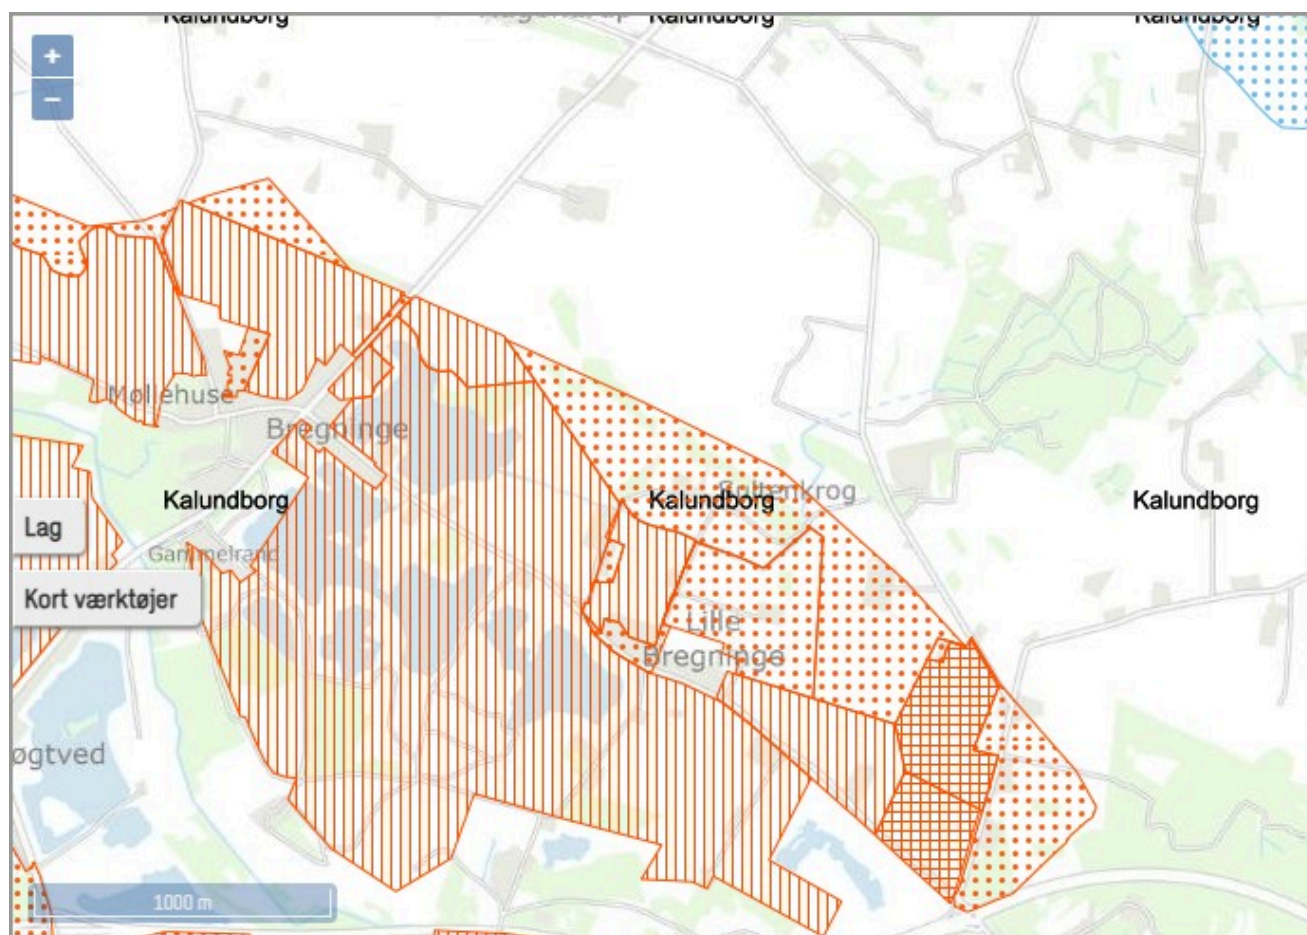 Kalundborg
Kalundborg
Kalundborg
+
−
Møllehuse
Bregninge
Kalundborg
Kalundborg
Kalundborg
Lag
Gammelrand
Kort værktøjer
Lille
Bregninge
øgtved
1000 m